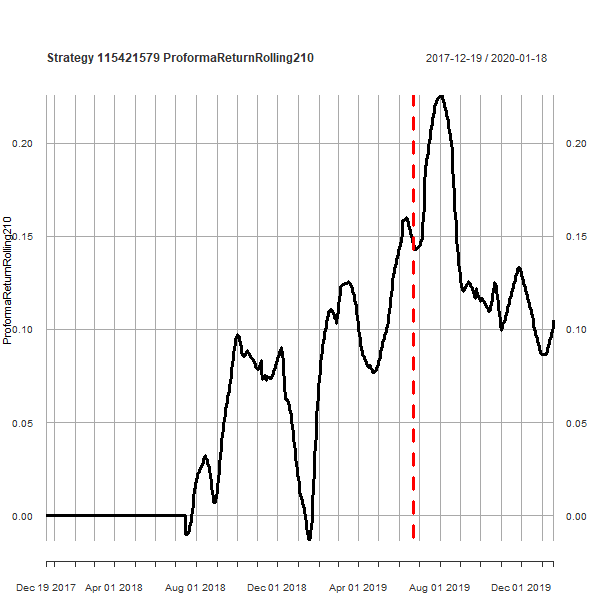 Strategy 115421579 ProformaReturnRolling210
2017-12-19 / 2020-01-18
0.20 0.20
0.15 0.15
ProformaReturnRolling210
0.10 0.10
0.05 0.05
0.00 0.00
Dec 19 2017 Apr 01 2018 Aug 01 2018 Dec 01 2018 Apr 01 2019 Aug 01 2019 Dec 01 2019